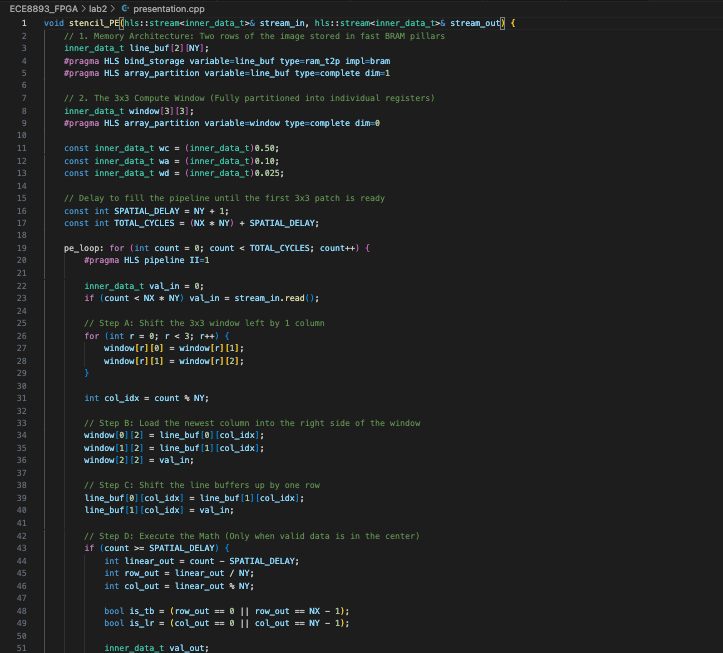 ECE8893_FPGA > lab2 > presentation.cpp
1 void stencil_PE(hls::stream<inner_data_t>& stream_in, hls::stream<inner_data_t>& stream_out) {
2 // 1. Memory Architecture: Two rows of the image stored in fast BRAM pillars
3 inner_data_t line_buf[2][NY];
4 #pragma HLS bind_storage variable=line_buf type=ram_t2p impl=bram
5 #pragma HLS array_partition variable=line_buf type=complete dim=1
6
7 // 2. The 3x3 Compute Window (Fully partitioned into individual registers)
8 inner_data_t window[3][3];
9 #pragma HLS array_partition variable=window type=complete dim=0
10
11 const inner_data_t wc = (inner_data_t)0.50;
12 const inner_data_t wa = (inner_data_t)0.10;
13 const inner_data_t wd = (inner_data_t)0.025;
14
15 // Delay to fill the pipeline until the first 3x3 patch is ready
16 const int SPATIAL_DELAY = NY + 1;
17 const int TOTAL_CYCLES = (NX * NY) + SPATIAL_DELAY;
18
19 pe_loop: for (int count = 0; count < TOTAL_CYCLES; count++) {
20 #pragma HLS pipeline II=1
21
22 inner_data_t val_in = 0;
23 if (count < NX * NY) val_in = stream_in.read();
24
25 // Step A: Shift the 3x3 window left by 1 column
26 for (int r = 0; r < 3; r++) {
27 window[r][0] = window[r][1];
28 window[r][1] = window[r][2];
29 }
30
31 int col_idx = count % NY;
32
33 // Step B: Load the newest column into the right side of the window
34 window[0][2] = line_buf[0][col_idx];
35 window[1][2] = line_buf[1][col_idx];
36 window[2][2] = val_in;
37
38 // Step C: Shift the line buffers up by one row
39 line_buf[0][col_idx] = line_buf[1][col_idx];
40 line_buf[1][col_idx] = val_in;
41
42 // Step D: Execute the Math (Only when valid data is in the center)
43 if (count >= SPATIAL_DELAY) {
44 int linear_out = count - SPATIAL_DELAY;
45 int row_out = linear_out / NY;
46 int col_out = linear_out % NY;
47
48 bool is_tb = (row_out == 0 || row_out == NX - 1);
49 bool is_lr = (col_out == 0 || col_out == NY - 1);
50
51 inner_data_t val_out;